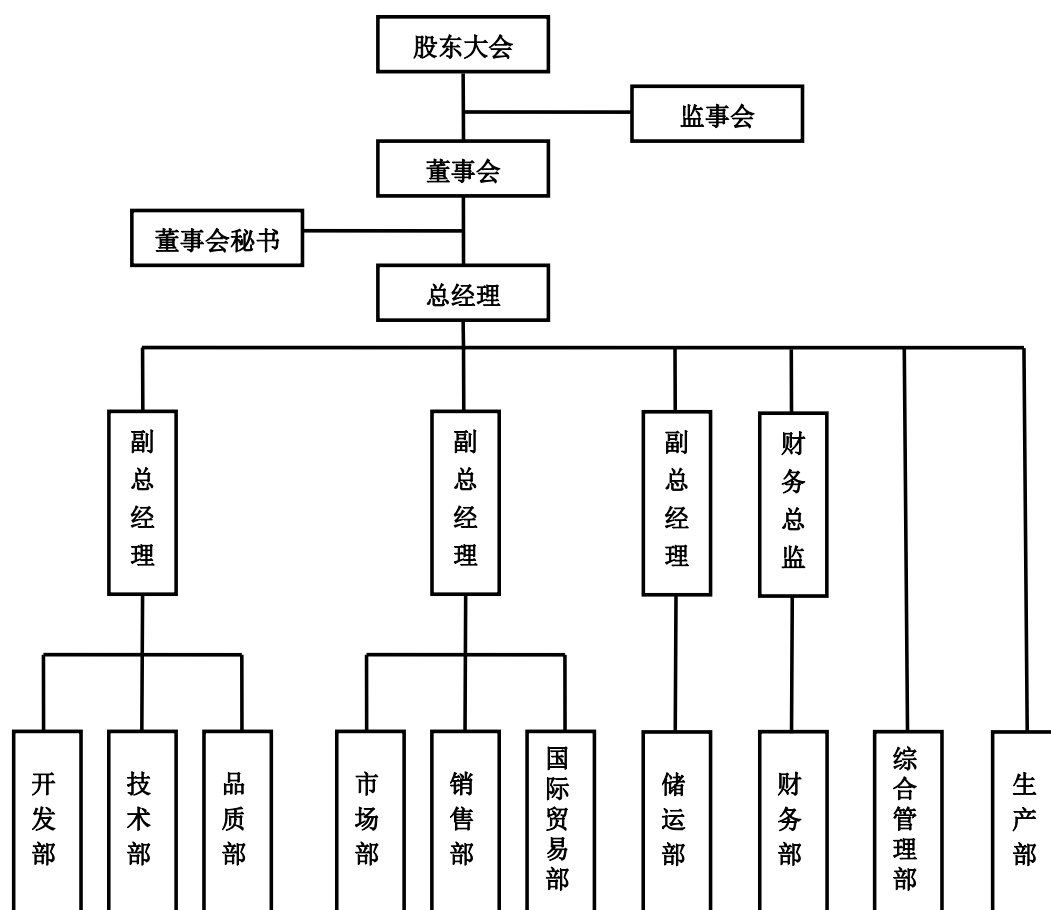 股东大会
监事会
董事会
董事会秘书
总经理
副总经理
副总经理
副总经理
财务总监
开发部
技术部
品质部
市场部
销售部
国际贸易部
储运部
财务部
综合管理部
生产部